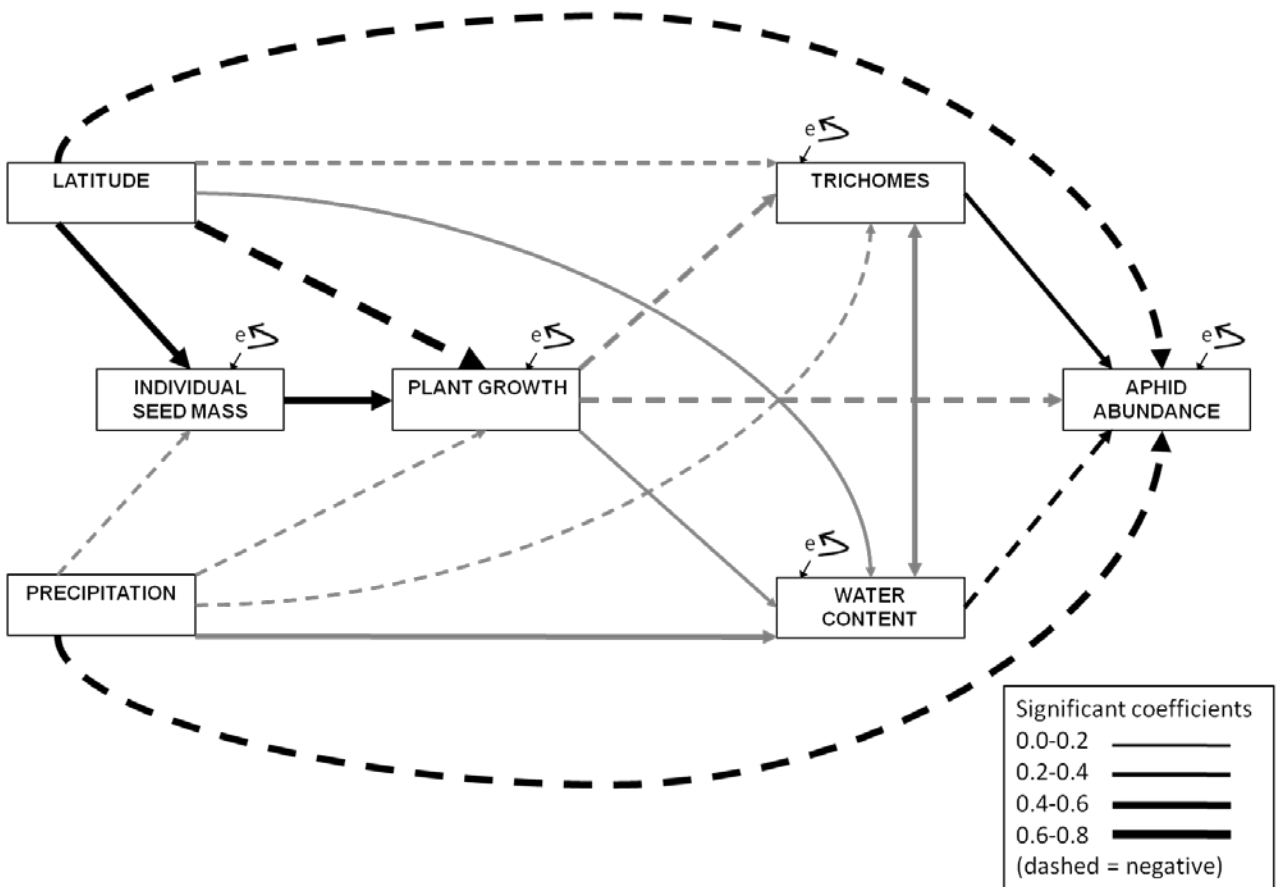 e
LATITUDE
TRICHOMES
e
e
e
INDIVIDUAL
SEED MASS
PLANT GROWTH
APHID
ABUNDANCE
e
PRECIPITATION
WATER
CONTENT
Significant coefficients
0.0-0.2
0.2-0.4
0.4-0.6
0.6-0.8
(dashed = negative)